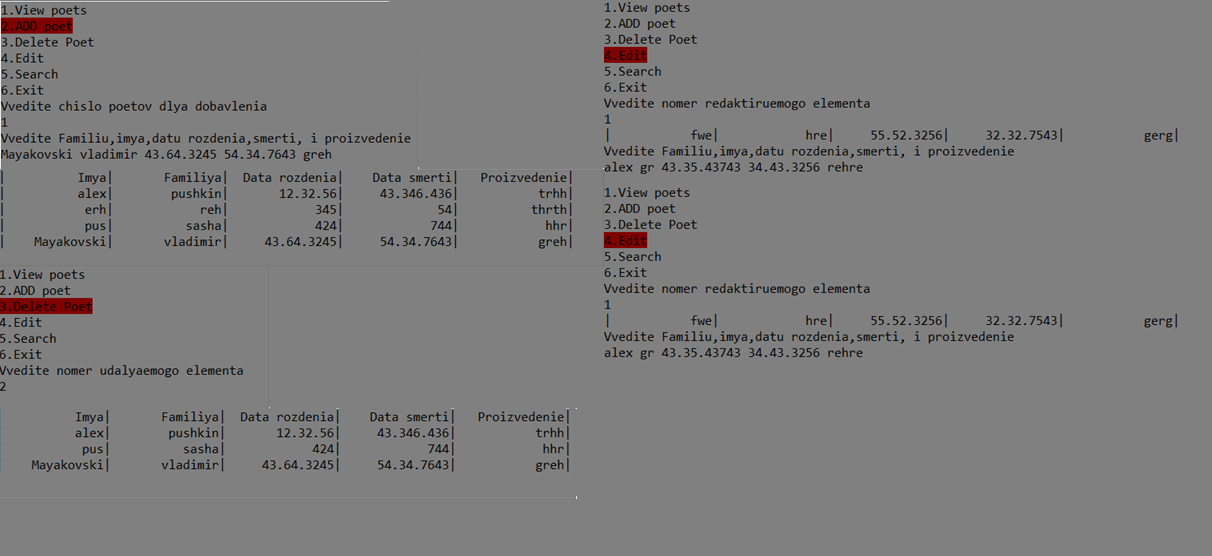 1.View poets
2.ADD poet
3.Delete Poet
4.Edit
5.Search
6.Exit
Vvedite chislo poetov dlya dobavlenia
1
Vvedite Familiu,imya,datu rozdenia,smerti, i proizvedenie
Mayakovski vladimir 43.64.3245 54.34.7643 greh
| Imya| Familiya| Data rozdenia| Data smerti| Proizvedenie|
| alex| pushkin| 12.32.56| 43.346.436| trhh|
| erh| reh| 345| 54| thrth|
| pus| sasha| 424| 744| hhr|
| Mayakovski| vladimir| 43.64.3245| 54.34.7643| greh|
1.View poets
2.ADD poet
3.Delete Poet
4.Edit
5.Search
6.Exit
Vvedite nomer udalyaemogo elementa
2
| Imya| Familiya| Data rozdenia| Data smerti| Proizvedenie|
| alex| pushkin| 12.32.56| 43.346.436| trhh|
| pus| sasha| 424| 744| hhr|
| Mayakovski| vladimir| 43.64.3245| 54.34.7643| greh|
1.View poets
2.ADD poet
3.Delete Poet
4.Edit
5.Search
6.Exit
Vvedite nomer redaktiruemogo elementa
1
| fwe| hre| 55.52.3256| 32.32.7543| gerg|
Vvedite Familiu,imya,datu rozdenia,smerti, i proizvedenie
alex gr 43.35.43743 34.43.3256 rehre
1.View poets
2.ADD poet
3.Delete Poet
4.Edit
5.Search
6.Exit
Vvedite nomer redaktiruemogo elementa
1
| fwe| hre| 55.52.3256| 32.32.7543| gerg|
Vvedite Familiu,imya,datu rozdenia,smerti, i proizvedenie
alex gr 43.35.43743 34.43.3256 rehre